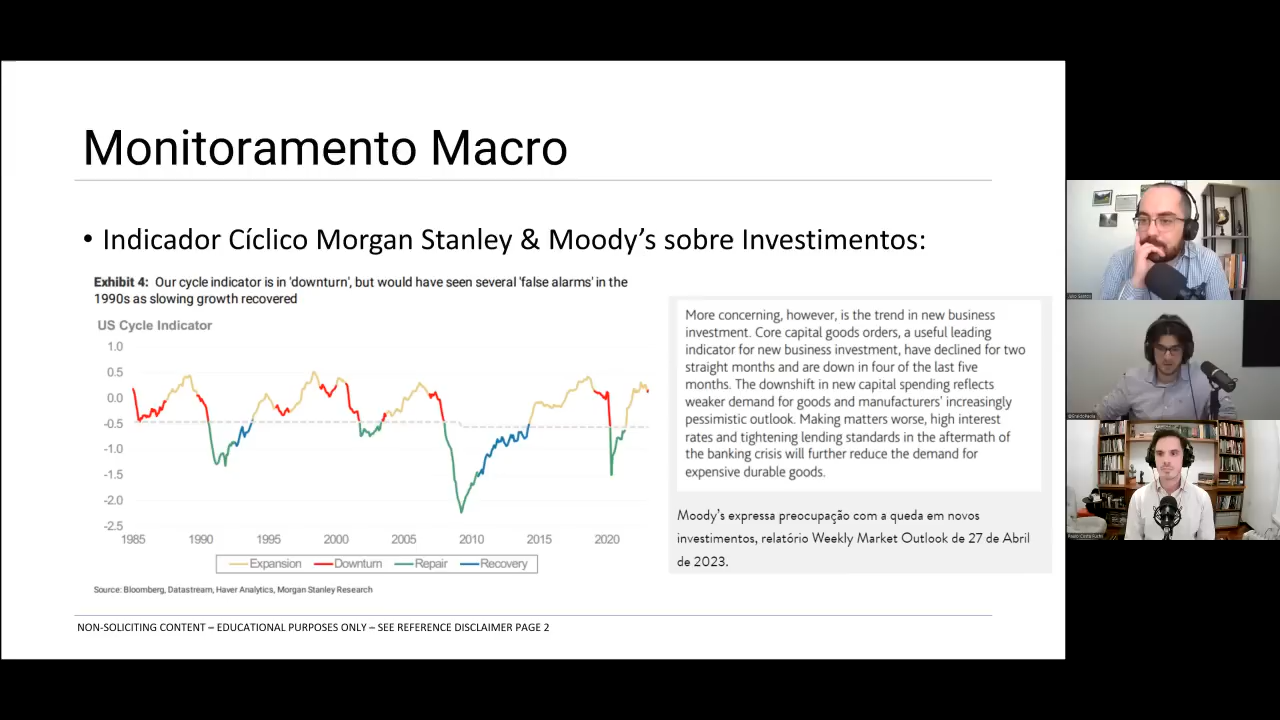 Monitoramento Macro
• Indicador Cíclico Morgan Stanley & Moody’s sobre Investimentos:
Exhibit 4: Our cycle indicator is in 'downturn', but would have seen several 'false alarms' in the
1990s as slowing growth recovered
US Cycle Indicator
1.0
0.5
0.0
-0.5
-1.0
-1.5
-2.0
-2.5
1985 1990 1995 2000 2005 2010 2015 2020
Expansion Downturn Repair Recovery
Source: Bloomberg, Datastream, Haver Analytics, Morgan Stanley Research
More concerning, however, is the trend in new business
investment. Core capital goods orders, a useful leading
indicator for new business investment, have declined for two
straight months and are down in four of the last five
months. The downshift in new capital spending reflects
weaker demand for goods and manufacturers' increasingly
pessimistic outlook. Making matters worse, high interest
rates and tightening lending standards in the aftermath of
the banking crisis will further reduce the demand for
expensive durable goods.
Moody’s expressa preocupação com a queda em novos
investimentos, relatório Weekly Market Outlook de 27 de Abril
de 2023.
NON-SOLICITING CONTENT – EDUCATIONAL PURPOSES ONLY – SEE REFERENCE DISCLAIMER PAGE 2